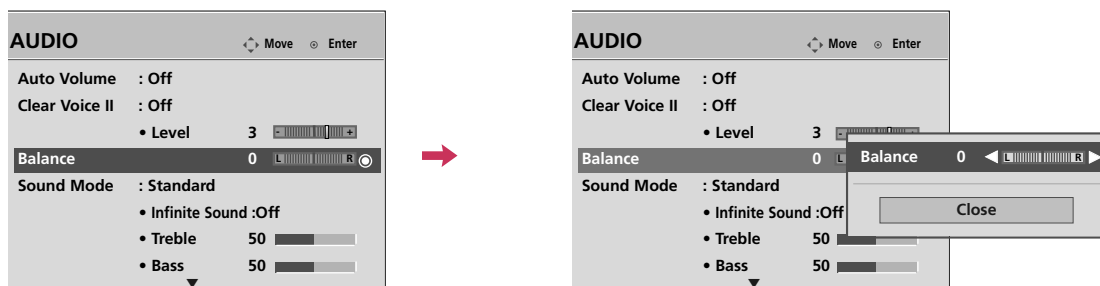 AUDIO Move Enter
Auto Volume : Off
Clear Voice II : Off
• Level 3 - +
Balance 0 L R
Sound Mode : Standard
• Infinite Sound :Off
• Treble 50
• Bass 50
AUDIO Move Enter
Auto Volume : Off
Clear Voice II : Off
• Level 3 -
Balance 0 L
Sound Mode : Standard
• Infinite Sound :Off
• Treble 50
• Bass 50
Balance 0 L R
Close